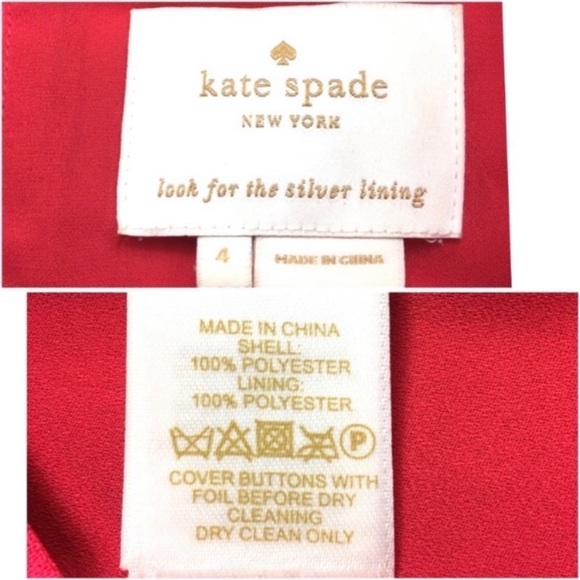 kate spade
NEW YORK
look for the silver lining
4
MADE IN CHINA
MADE IN CHINA
SHELL:
100% POLYESTER
LINING:
100% POLYESTER
P
COVER BUTTONS WITH
FOIL BEFORE DRY
CLEANING
DRY CLEAN ONLY